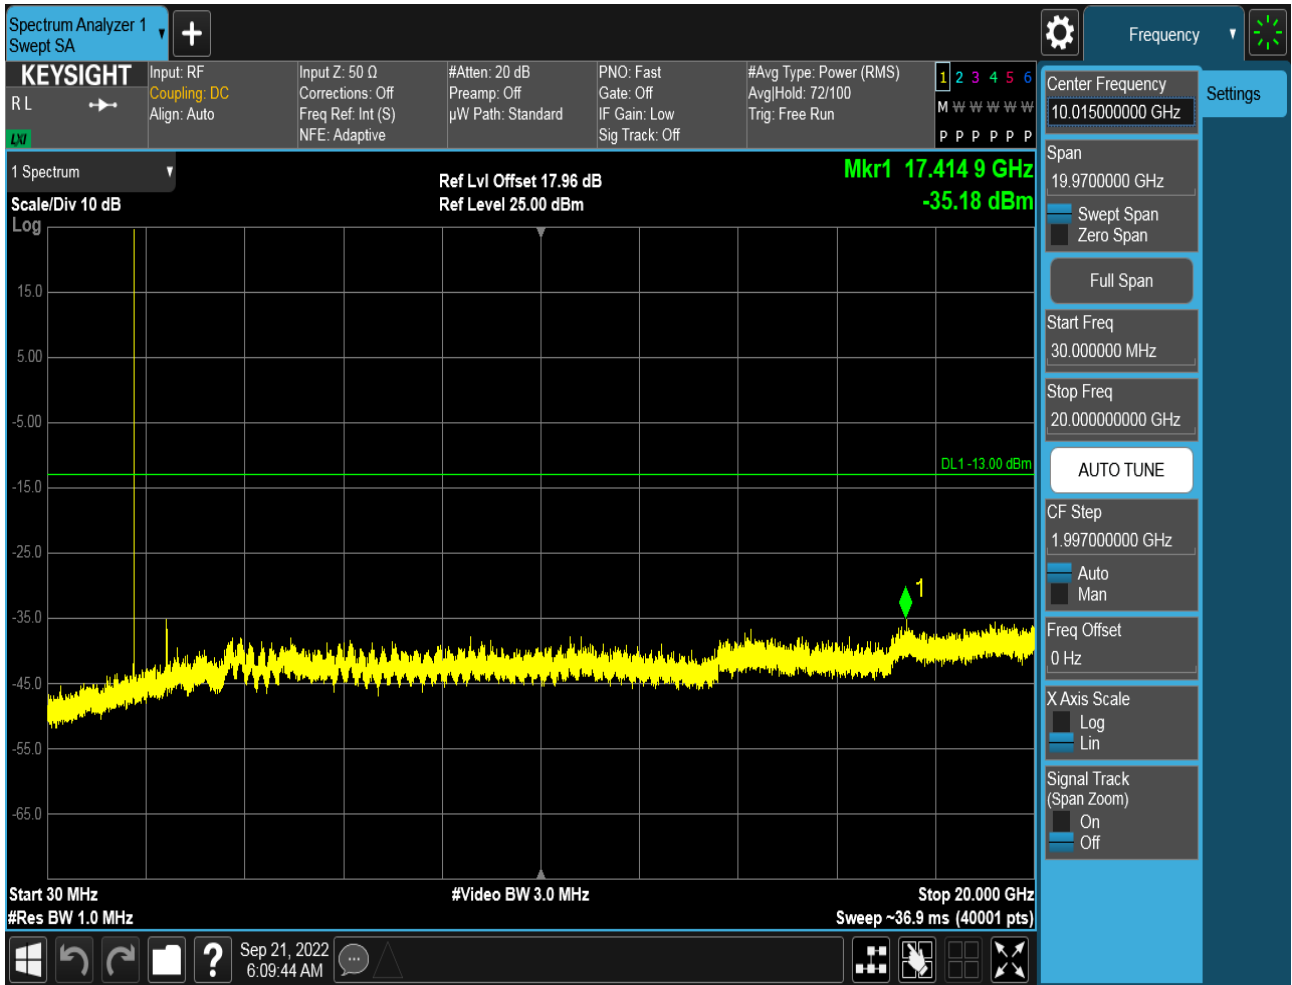 Spectrum Analyzer 1
Swept SA
Frequency
KEYSIGHT
R L
LXI
Input: RF
Coupling: DC
Align: Auto
Input Z: 50 Ω
Corrections: Off
Freq Ref: Int (S)
NFE: Adaptive
#Atten: 20 dB
Preamp: Off
µW Path: Standard
PNO: Fast
Gate: Off
IF Gain: Low
Sig Track: Off
#Avg Type: Power (RMS)
Avg|Hold: 72/100
Trig: Free Run
1 2 3 4 5 6
M W W W W W
P P P P P P
1 Spectrum
Scale/Div 10 dB
Log
Ref Lvl Offset 17.96 dB
Ref Level 25.00 dBm
Mkr1 17.414 9 GHz
-35.18 dBm
15.0
5.00
-5.00
DL1 -13.00 dBm
-15.0
-25.0
1
-35.0
-45.0
-55.0
-65.0
Start 30 MHz
#Res BW 1.0 MHz
#Video BW 3.0 MHz
Stop 20.000 GHz
Sweep ~36.9 ms (40001 pts)
Center Frequency
10.015000000 GHz
Settings
Span
19.9700000 GHz
Swept Span
Zero Span
Full Span
Start Freq
30.000000 MHz
Stop Freq
20.000000000 GHz
AUTO TUNE
CF Step
1.997000000 GHz
Auto
Man
Freq Offset
0 Hz
X Axis Scale
Log
Lin
Signal Track
(Span Zoom)
On
Off
?
Sep 21, 2022
6:09:44 AM